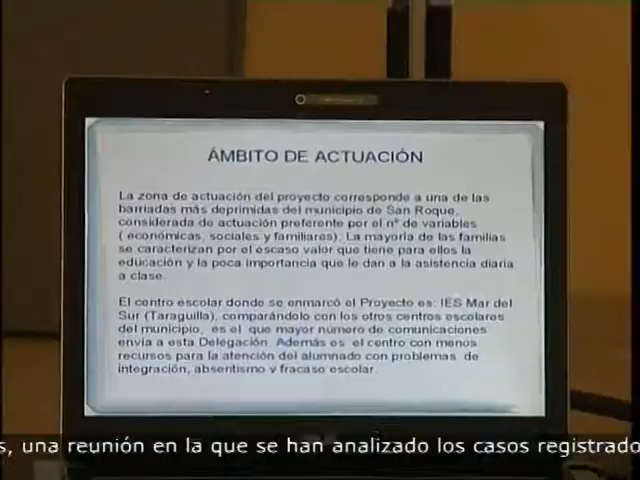 ÁMBITO DE ACTUACIÓN
La zona de actuación del proyecto corresponde a una de las
barriadas más deprimidas del municipio de San Roque,
considerada de actuación preferente por el nº de variables
( económicas, sociales y familiares). La mayoría de las familias
se caracterizan por el escaso valor que tiene para ellos la
educación y la poca importancia que le dan a la asistencia diaria
a clase.
El centro escolar donde se enmarcó el Proyecto es: IES Mar del
Sur (Taraguilla), comparándolo con los otros centros escolares
del municipio, es el que mayor número de comunicaciones
envía a esta Delegación. Además es el centro con menos
recursos para la atención del alumnado con problemas de
integración, absentismo y fracaso escolar.
s, una reunión en la que se han analizado los casos registrado